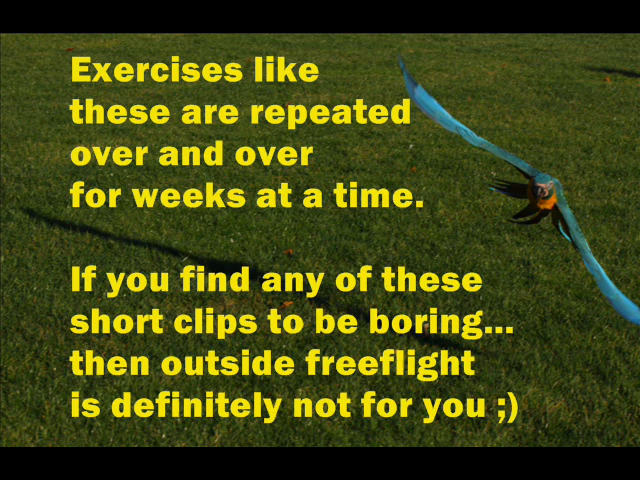 Exercises like
these are repeated
over and over
for weeks at a time.
If you find any of these
short clips to be boring...
then outside freeflight
is definitely not for you ;)